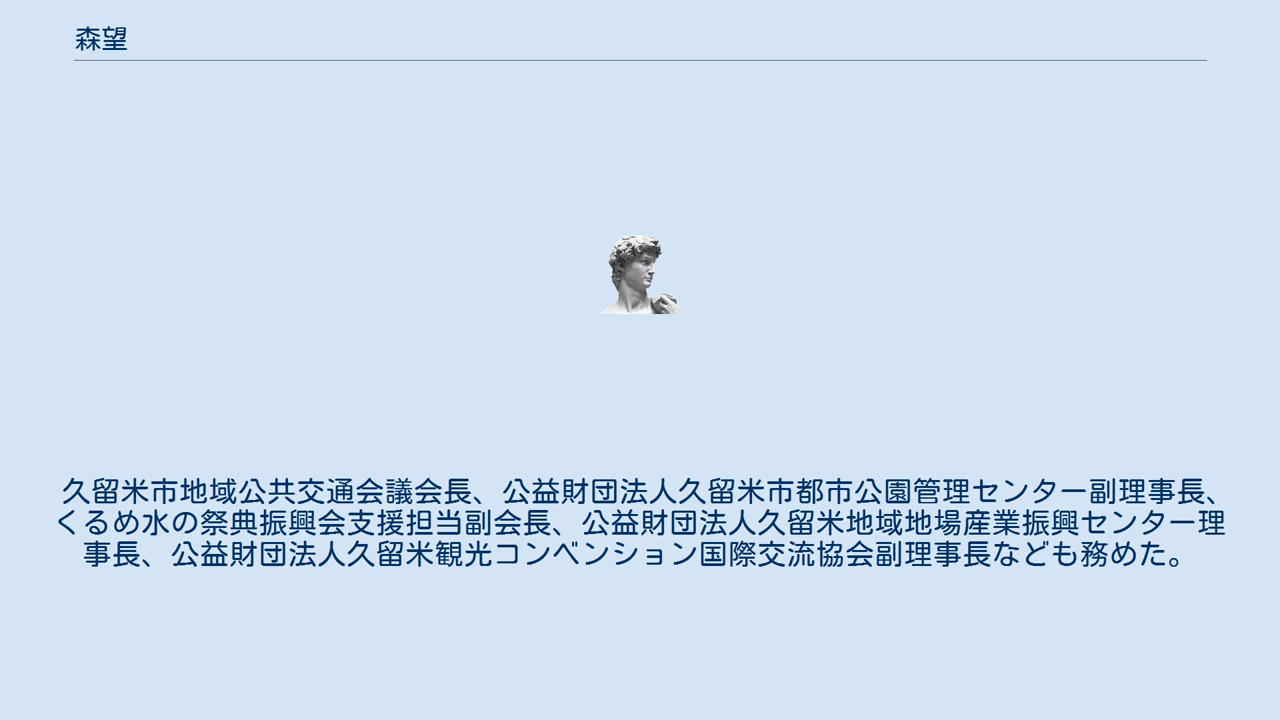 森望
久留米市地域公共交通会議会長、公益財団法人久留米市都市公園管理センター副理事長、
くるめ水の祭典振興会支援担当副会長、公益財団法人久留米地域地場産業振興センター理
事長、公益財団法人久留米観光コンベンション国際交流協会副理事長なども務めた。